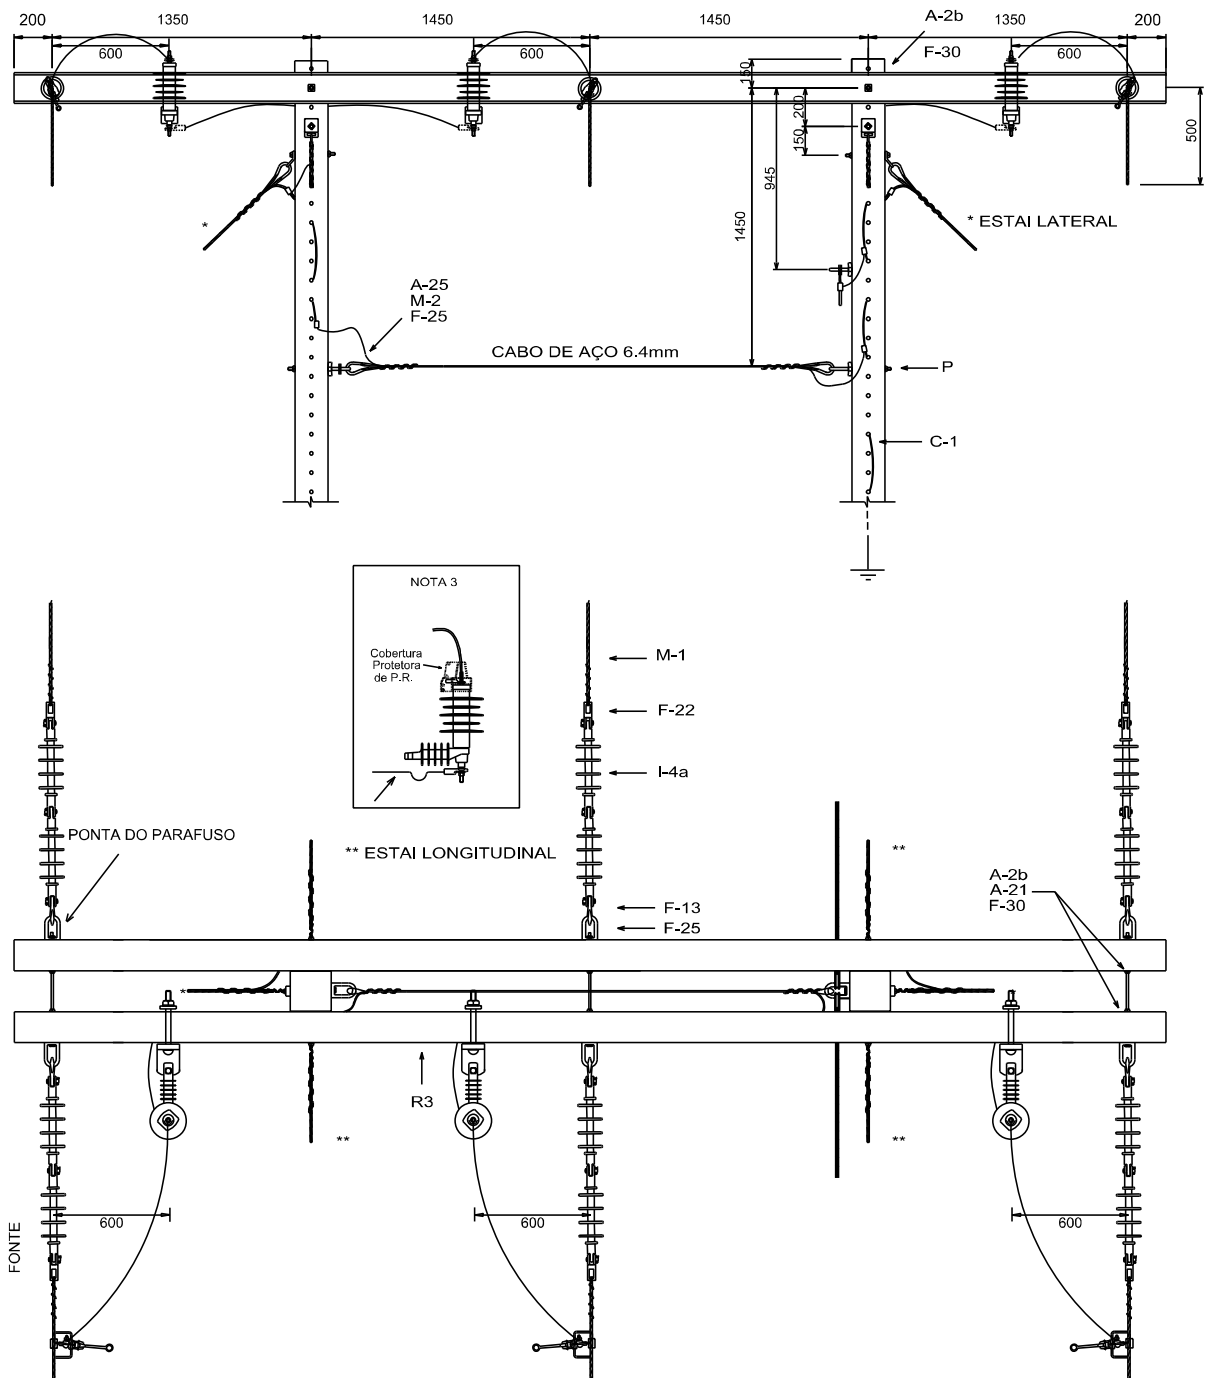 200
1350
1450
1450
A-2b
1350
200
600
600
F-30
600
150
200
150
945
1450
500
*
* ESTAI LATERAL
A-25
M-2
F-25
CABO DE AÇO 6.4mm
P
C-1
NOTA 3
Cobertura
Protetora
de P.R.
M-1
F-22
I-4a
PONTA DO PARAFUSO
** ESTAI LONGITUDINAL
**
A-2b
A-21
F-30
F-13
F-25
*
*
R3
**
**
600
600
600
FONTE